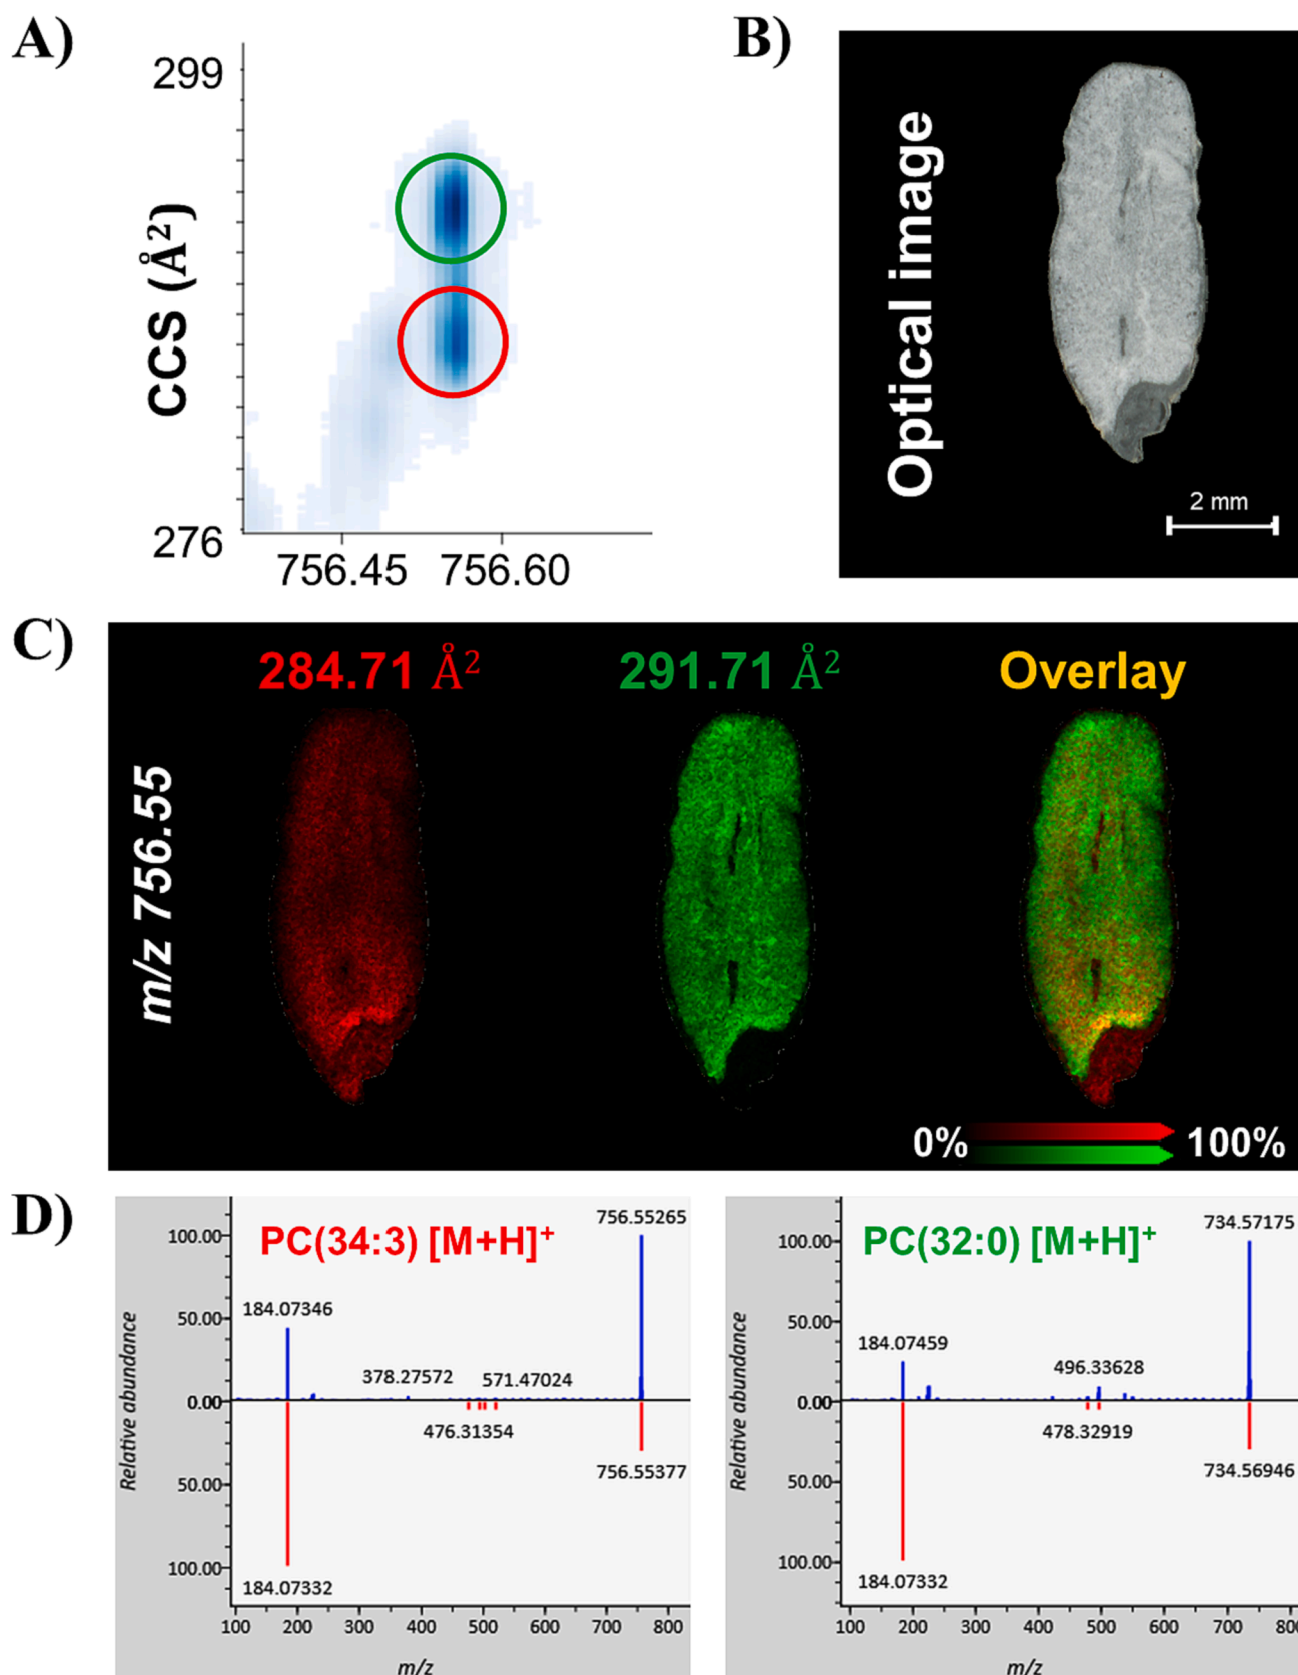 A)
299
CCS (Å²)
276
756.45 756.60
B)
Optical image
2 mm
C)
284.71 Å² 291.71 Å² Overlay
m/z 756.55
0% 100%
D)
PC(34:3) [M+H]⁺
756.55265
100.00
184.07346
50.00
378.27572 571.47024
0.00
476.31354
756.55377
50.00
100.00
184.07332
Relative abundance
Relative abundance
100 200 300 400 500 600 700 800
m/z
PC(32:0) [M+H]⁺
734.57175
100.00
184.07459
50.00
496.33628
0.00
478.32919
734.56946
50.00
100.00
184.07332
Relative abundance
Relative abundance
100 200 300 400 500 600 700 800
m/z